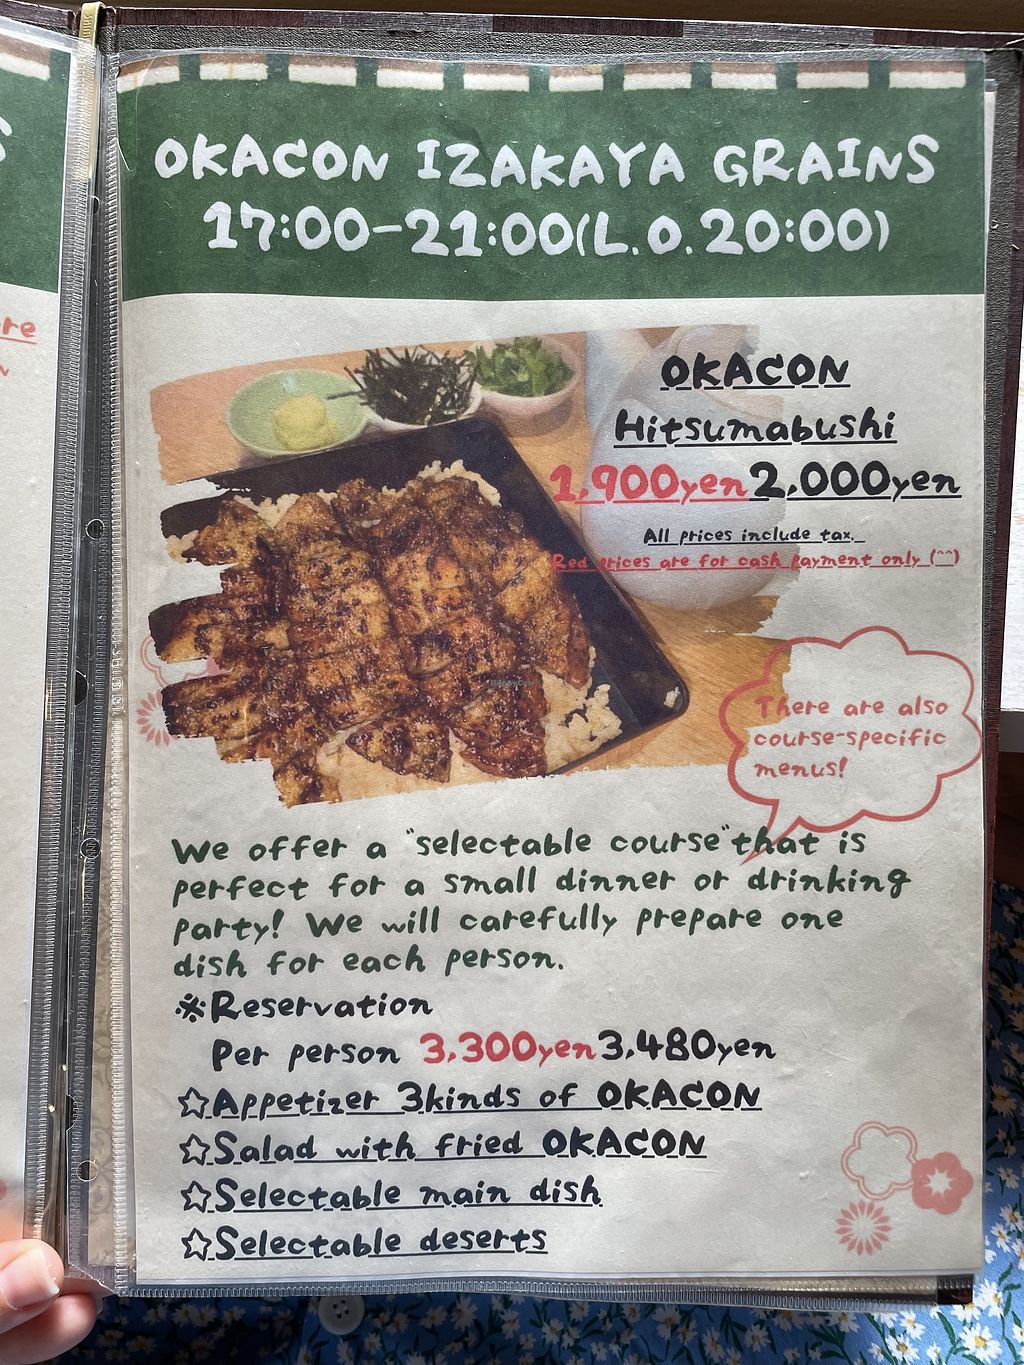 S
re
OKACON IZAKAYA GRAINS
17:00-21:00(L.O.20:00)
OKACON
Hitsumabushi
1,900yen 2,000yen
All prices include tax.
Red prices are for cash payment only (^^)
There are also
course-specific
menus!
We offer a "selectable course" that is
perfect for a small dinner or drinking
party! We will carefully prepare one
dish for each person.
※Reservation
Per person 3,300yen 3,480yen
☆Appetizer 3kinds of OKACON
☆Salad with fried OKACON
☆Selectable main dish
☆Selectable deserts